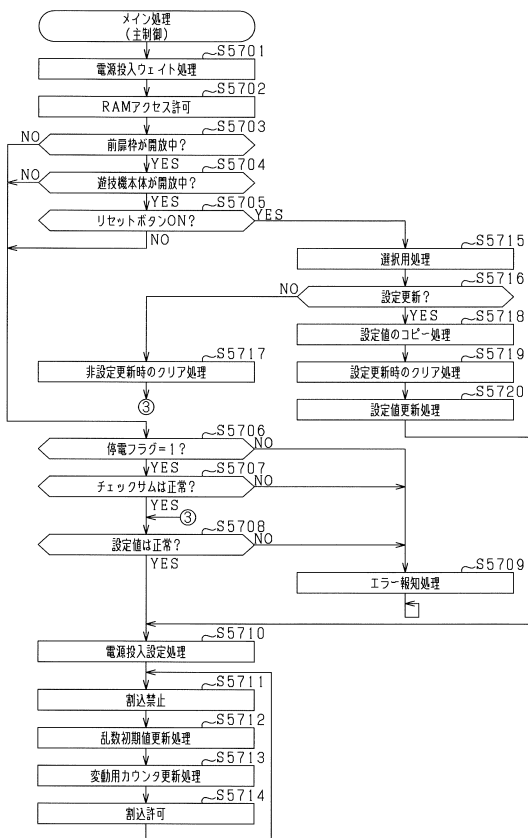 メイン処理
(主制御)
S5701
電源投入ウェイト処理
S5702
RAMアクセス許可
S5703
前扉枠が開放中?
NO
YES
S5704
遊技機本体が開放中?
NO
YES
S5705
リセットボタンON?
YES
NO
S5715
選択用処理
S5716
設定更新?
NO
YES
S5718
設定値のコピー処理
S5717
非設定更新時のクリア処理
③
S5719
設定更新時のクリア処理
S5720
設定値更新処理
S5706
停電フラグ=1?
NO
YES
S5707
チェックサムは正常?
NO
YES
③
S5708
設定値は正常?
NO
YES
S5709
エラー報知処理
S5710
電源投入設定処理
S5711
割込禁止
S5712
乱数初期値更新処理
S5713
変動用カウンタ更新処理
S5714
割込許可